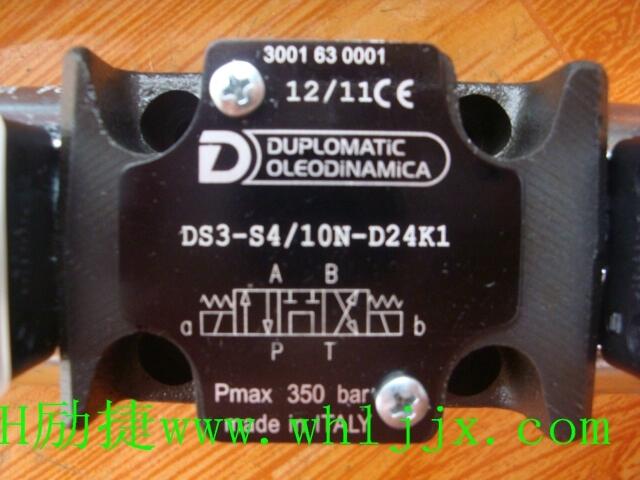 3001 63 0001
12/11 CE
D DUPLOMATIC
OLEODINAMICA
DS3-S4/10N-D24K1
A B
a b
P T
Pmax 350 bar
made in ITALY
H励捷www.whljjx.com